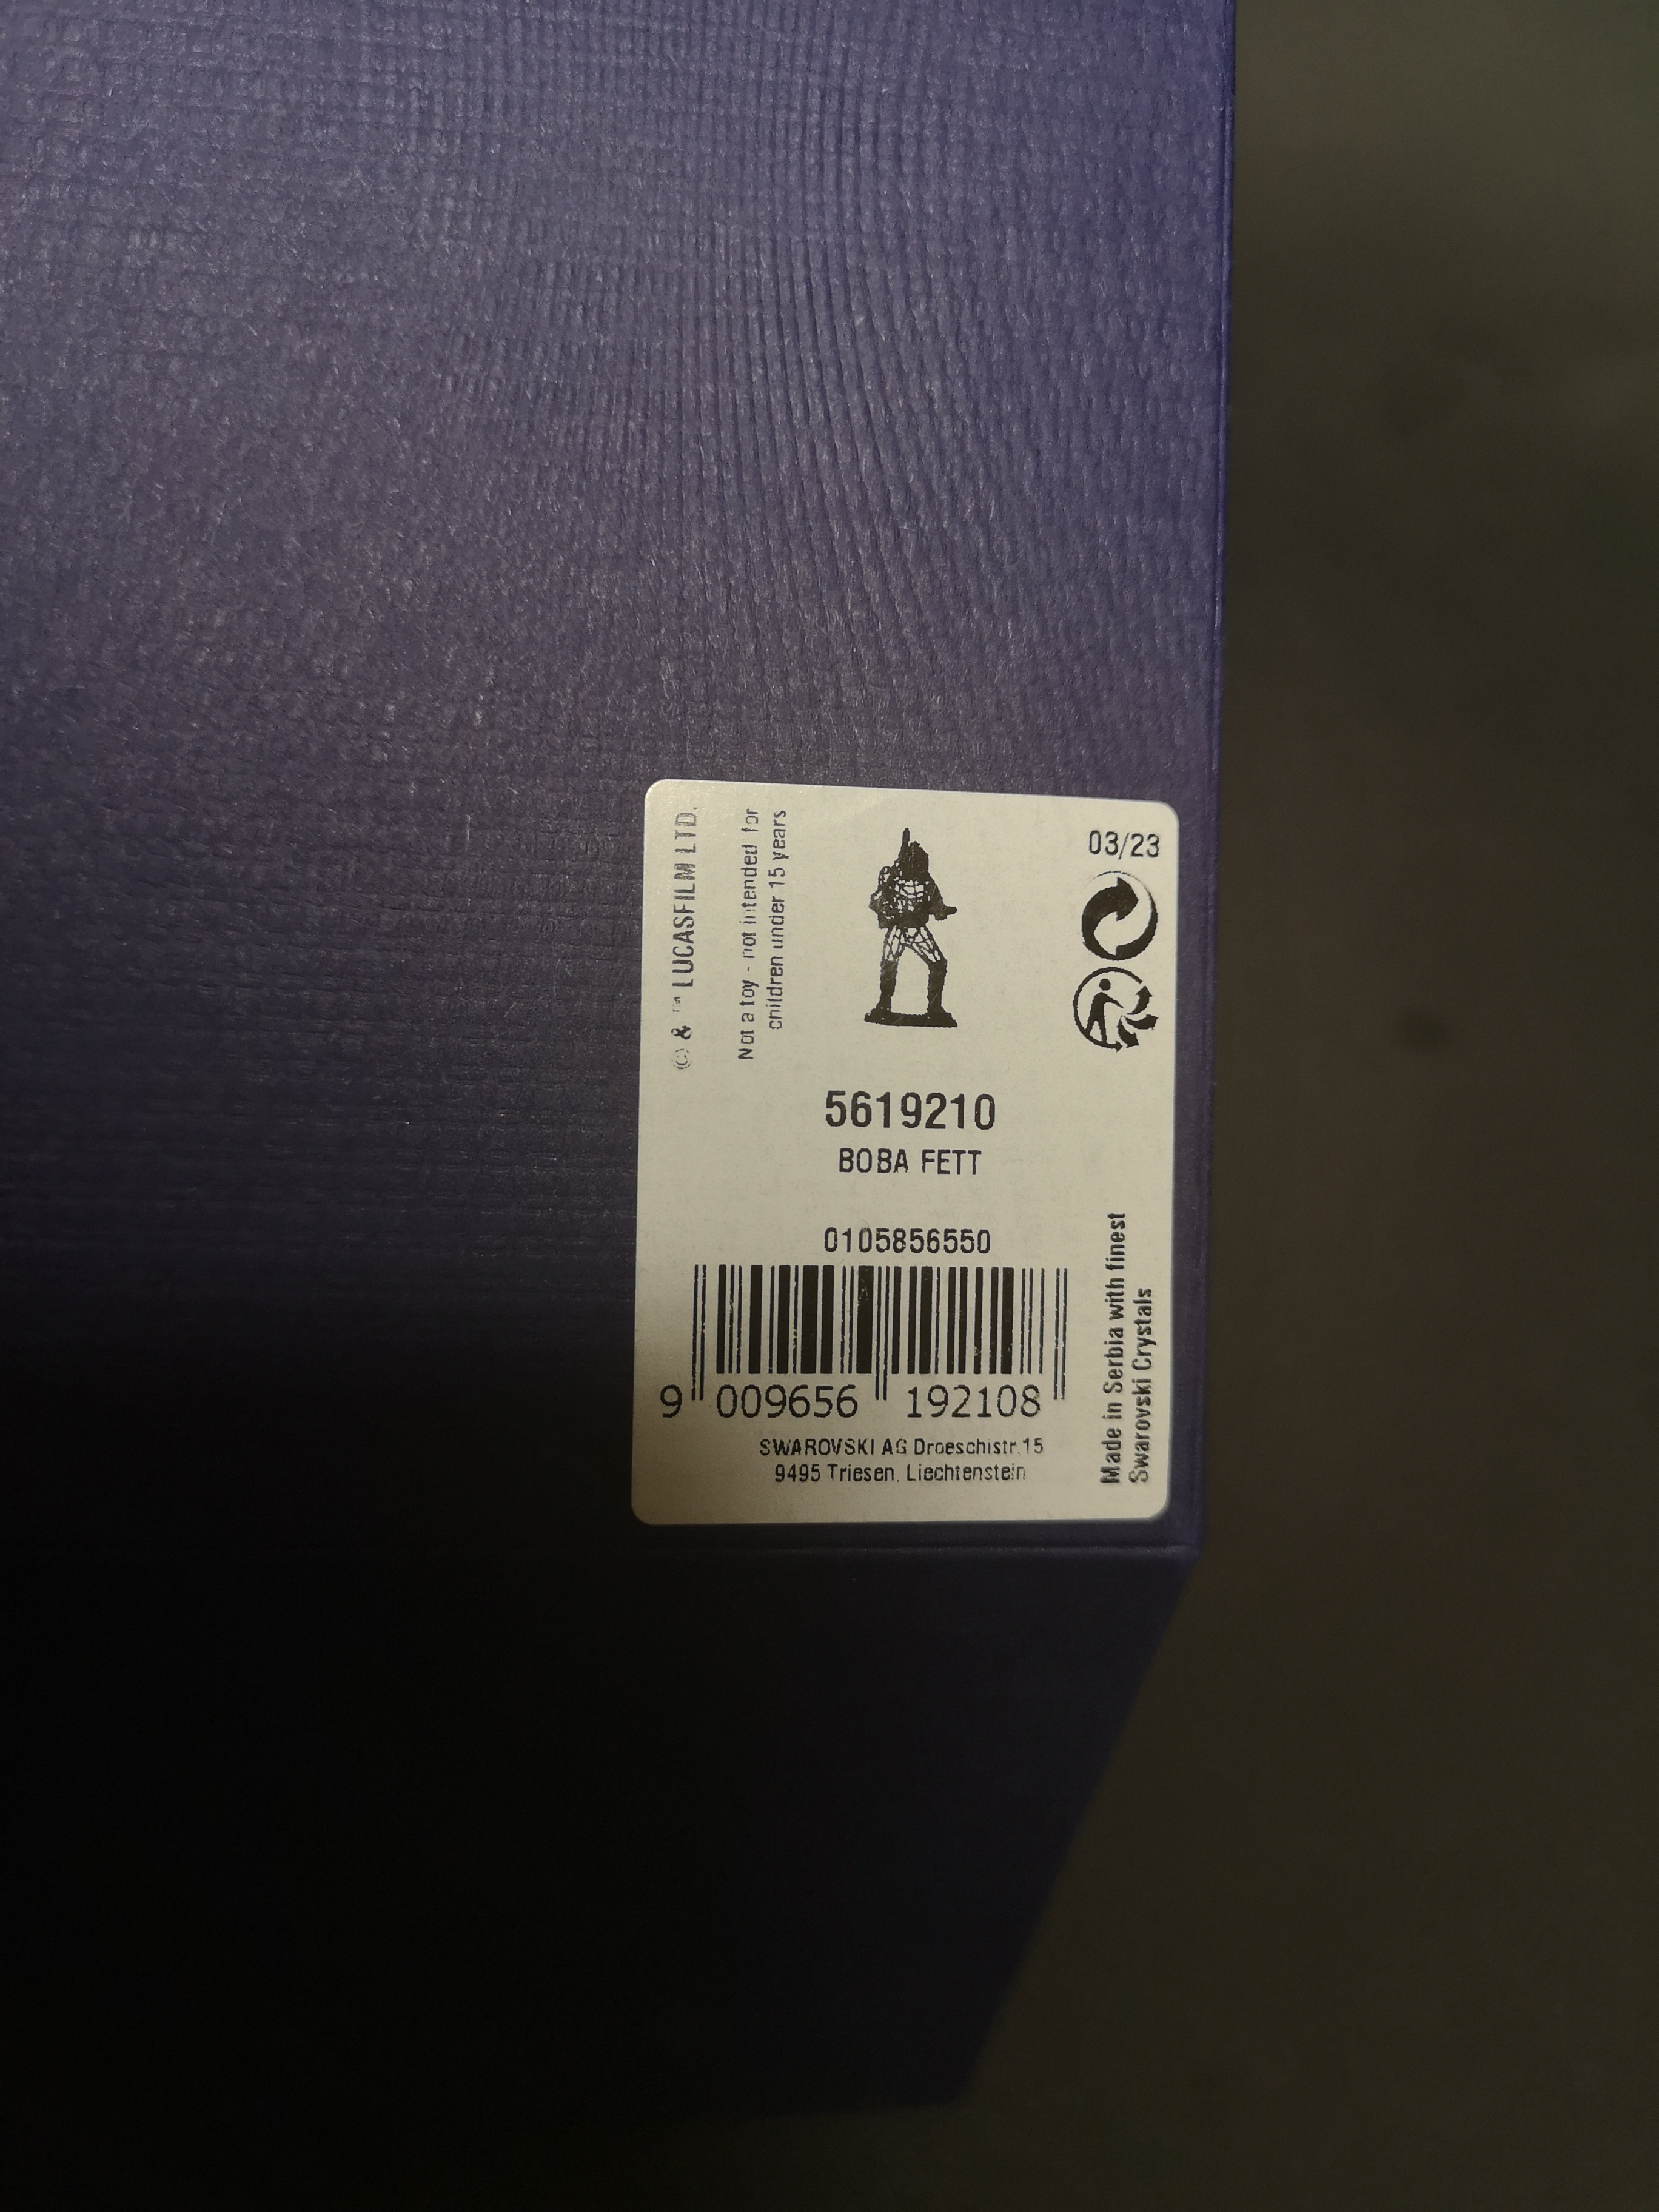 © & ™ LUCASFILM LTD.
Not a toy - not intended for
children under 15 years
03/23
5619210
BOBA FETT
0105856550
9 009656 192108
SWAROVSKI AG Droeschistr.15
9495 Triesen, Liechtenstein
Made in Serbia with finest
Swarovski Crystals